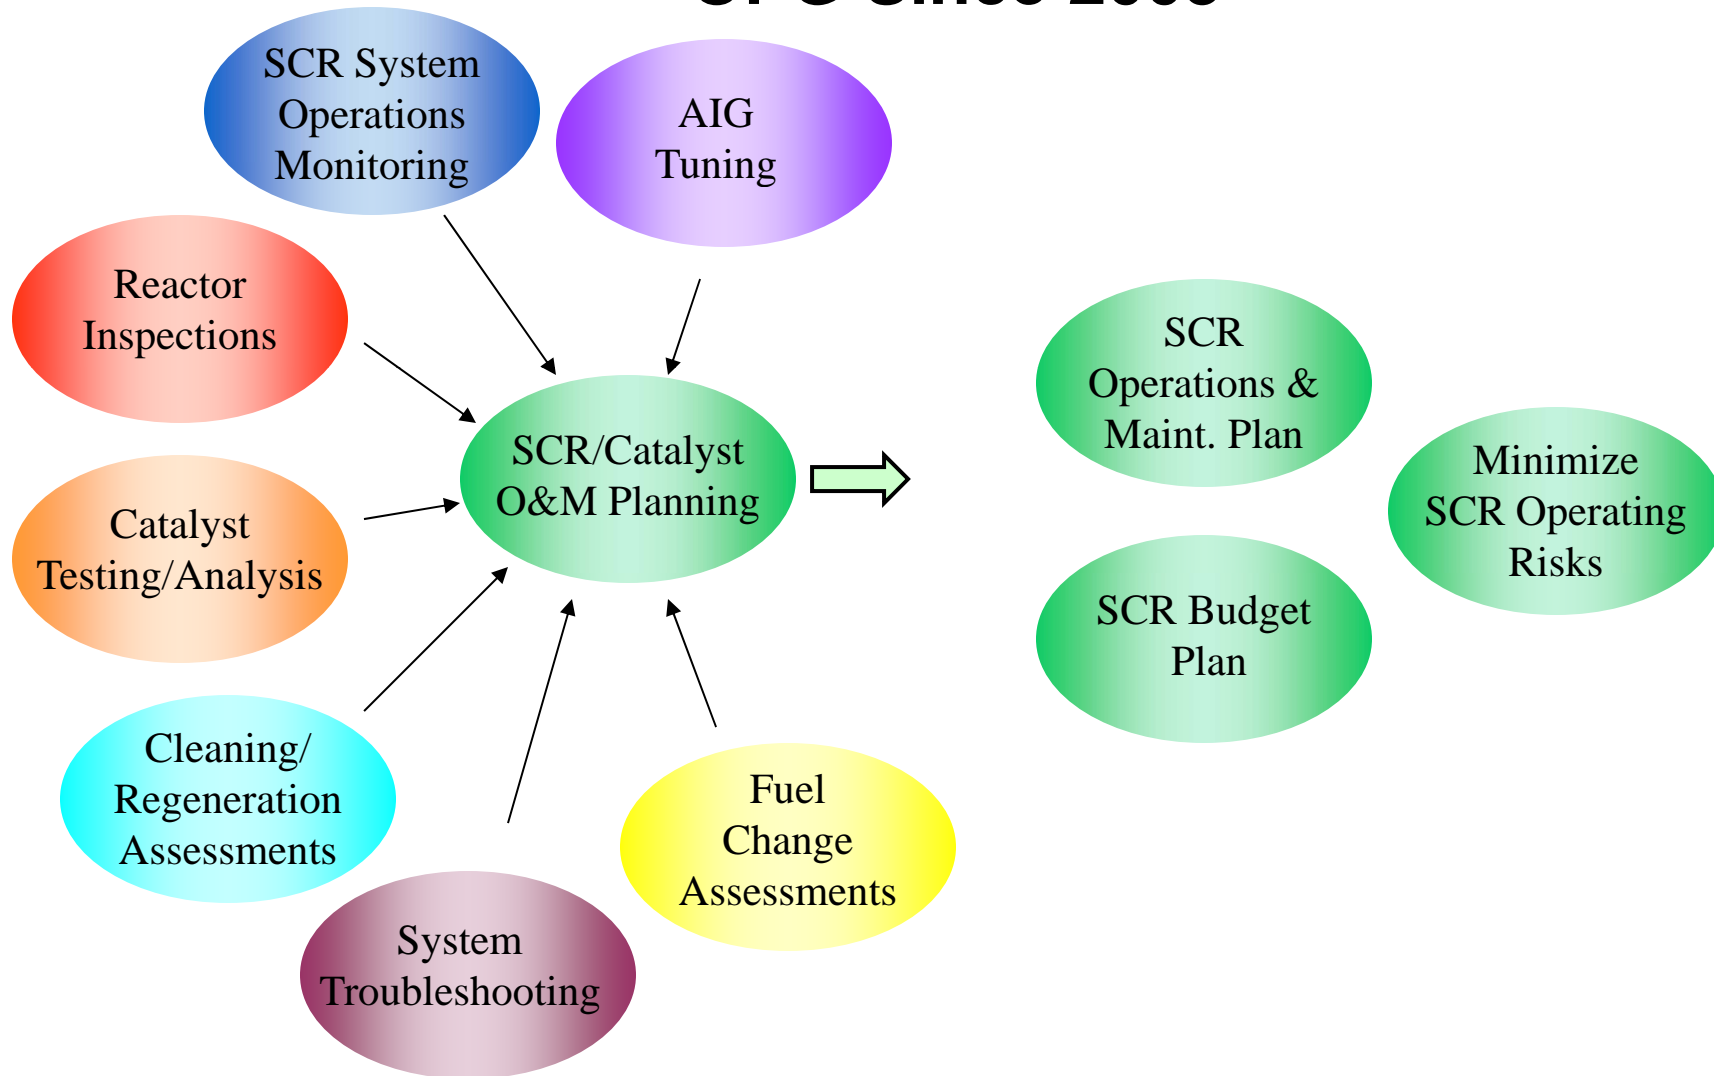 SCR System
Operations
Monitoring
AIG
Tuning
Reactor
Inspections
SCR/Catalyst
O&M Planning
Catalyst
Testing/Analysis
Cleaning/
Regeneration
Assessments
System
Troubleshooting
Fuel
Change
Assessments
SCR
Operations &
Maint. Plan
SCR Budget
Plan
Minimize
SCR Operating
Risks